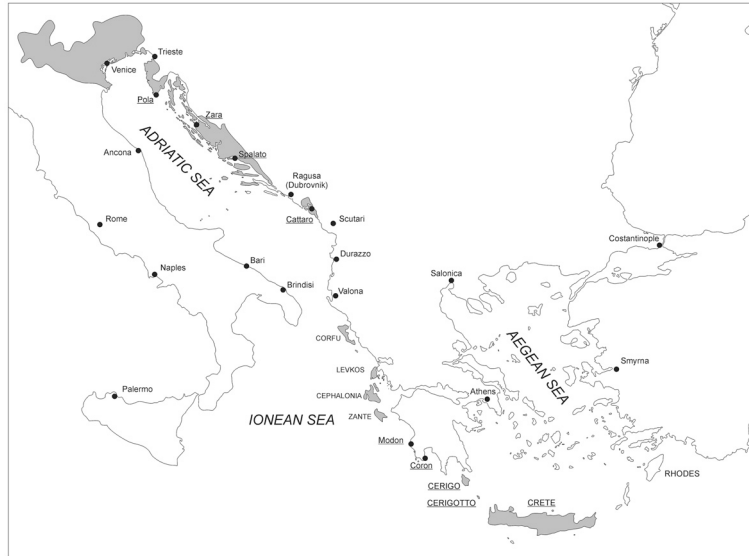 Trieste
Venice
Pola
Zara
ADRIATIC SEA
Spalato
Ancona
Ragusa
(Dubrovnik)
Cattaro
Scutari
Rome
Costantinople
Bari
Durazzo
Naples
Salonica
Brindisi
Valona
CORFU
AEGEAN SEA
LEVKOS
Smyrna
Palermo
CEPHALONIA
Athens
ZANTE
IONEAN SEA
Modon
Coron
RHODES
CERIGO
CERIGOTTO
CRETE